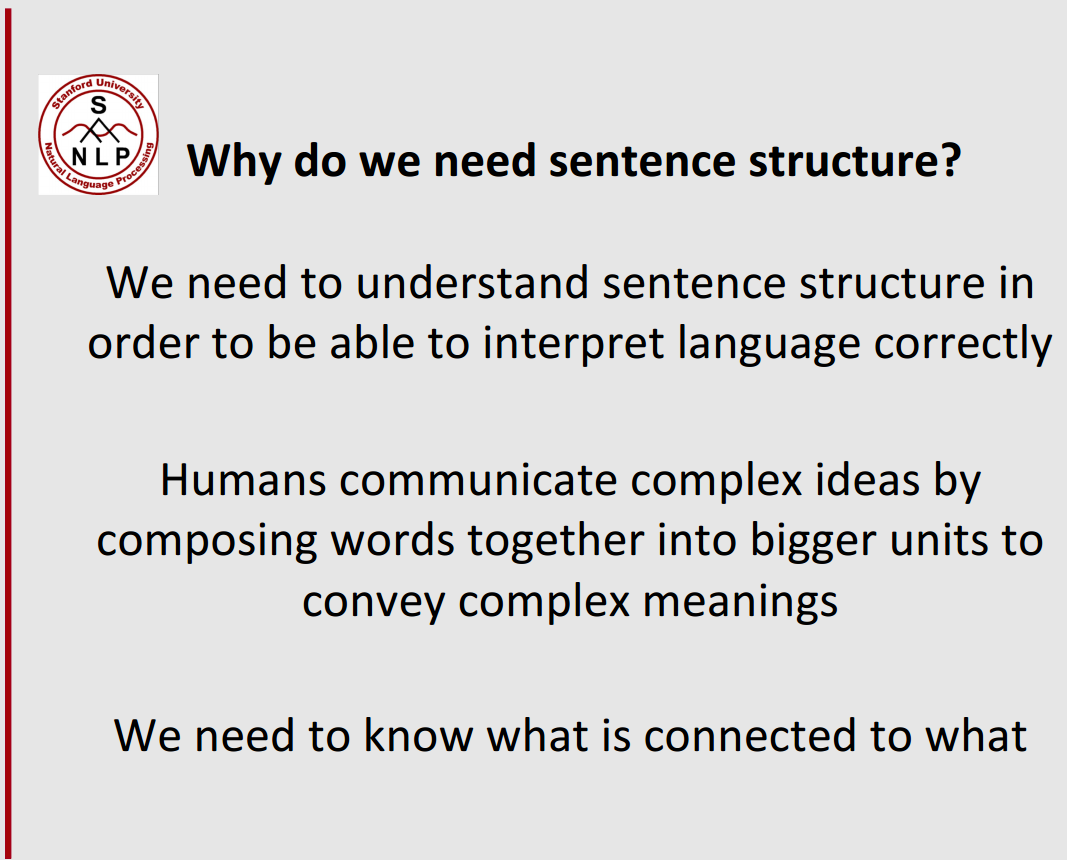 Stanford University
S
NLP
Natural Language Processing
Why do we need sentence structure?
We need to understand sentence structure in
order to be able to interpret language correctly
Humans communicate complex ideas by
composing words together into bigger units to
convey complex meanings
We need to know what is connected to what